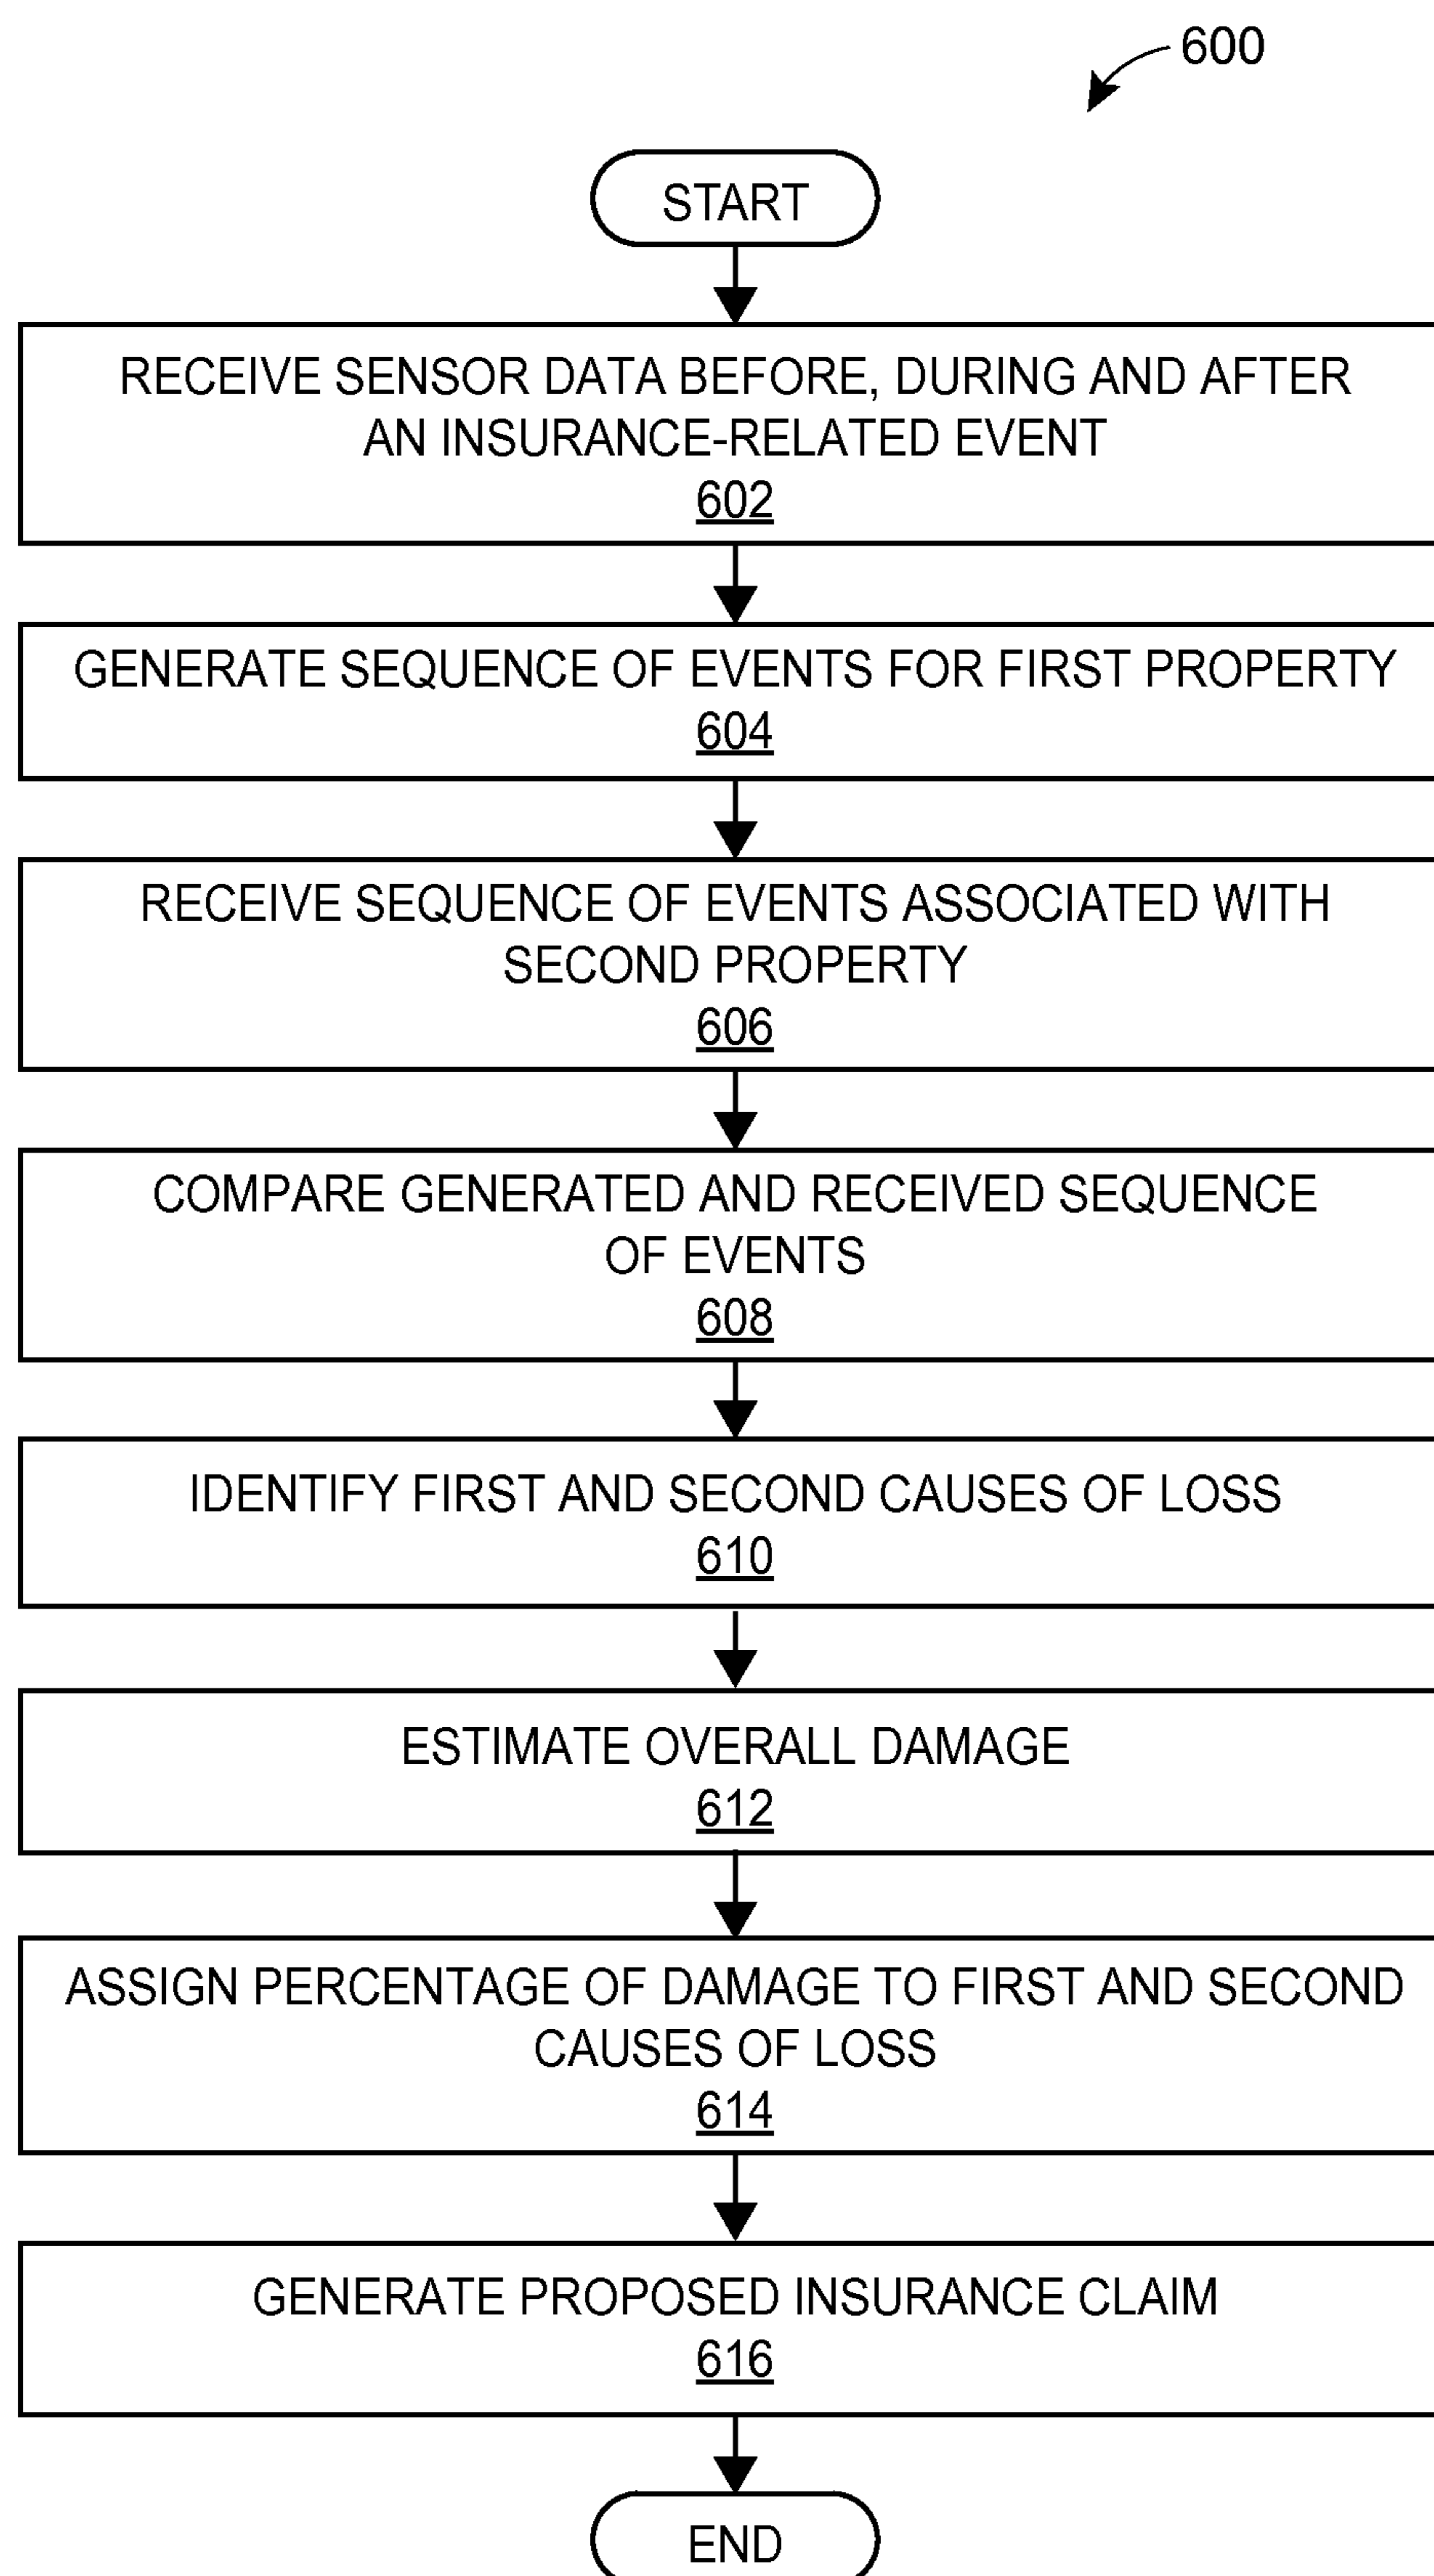 600
START
RECEIVE SENSOR DATA BEFORE, DURING AND AFTER
AN INSURANCE-RELATED EVENT
602
GENERATE SEQUENCE OF EVENTS FOR FIRST PROPERTY
604
RECEIVE SEQUENCE OF EVENTS ASSOCIATED WITH
SECOND PROPERTY
606
COMPARE GENERATED AND RECEIVED SEQUENCE
OF EVENTS
608
IDENTIFY FIRST AND SECOND CAUSES OF LOSS
610
ESTIMATE OVERALL DAMAGE
612
ASSIGN PERCENTAGE OF DAMAGE TO FIRST AND SECOND
CAUSES OF LOSS
614
GENERATE PROPOSED INSURANCE CLAIM
616
END